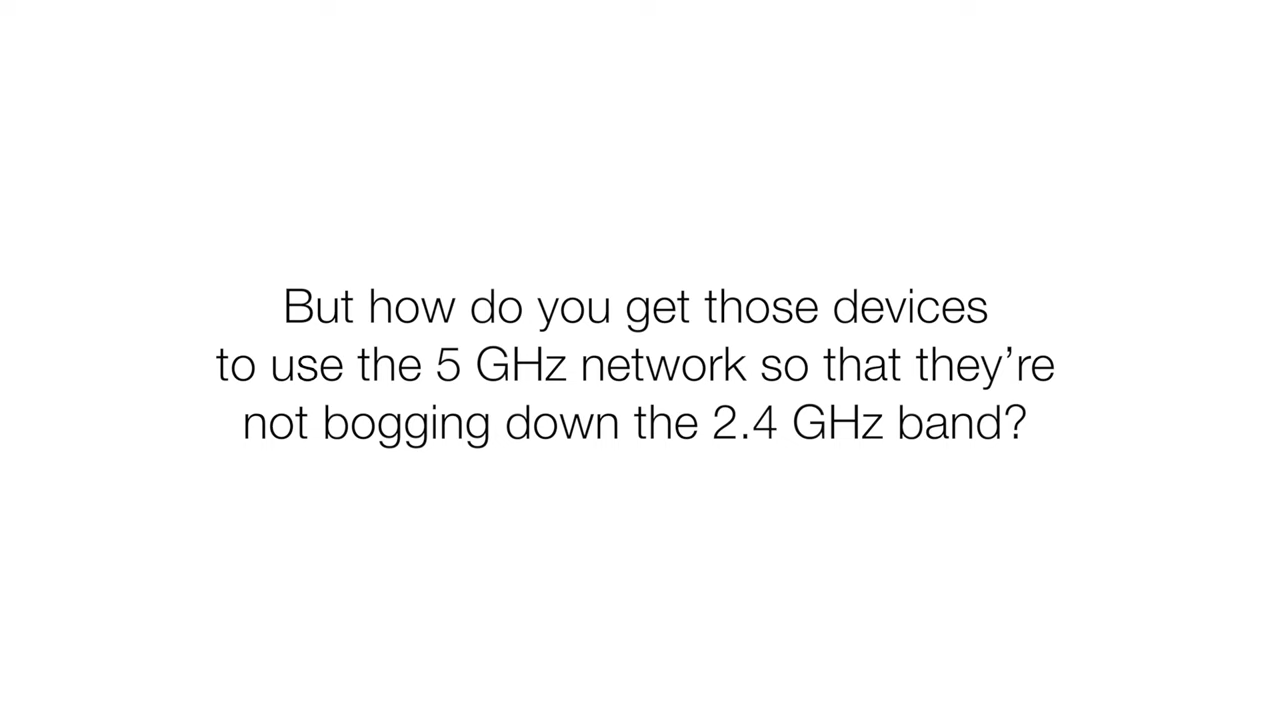 But how do you get those devices
to use the 5 GHz network so that they’re
not bogging down the 2.4 GHz band?